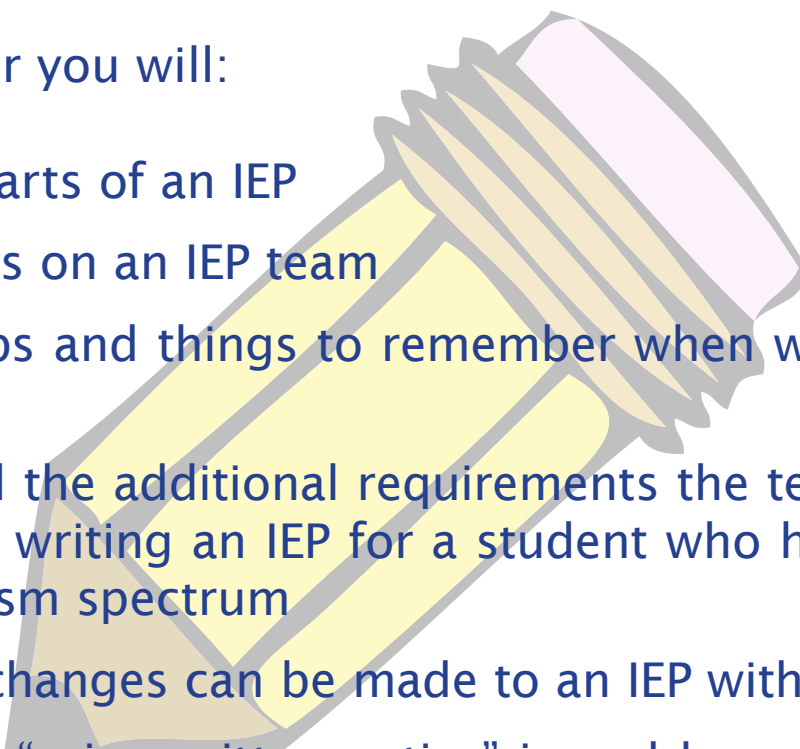 r you will:
arts of an IEP
s on an IEP team
os and things to remember when w
the additional requirements the te
writing an IEP for a student who h
sm spectrum
changes can be made to an IEP with